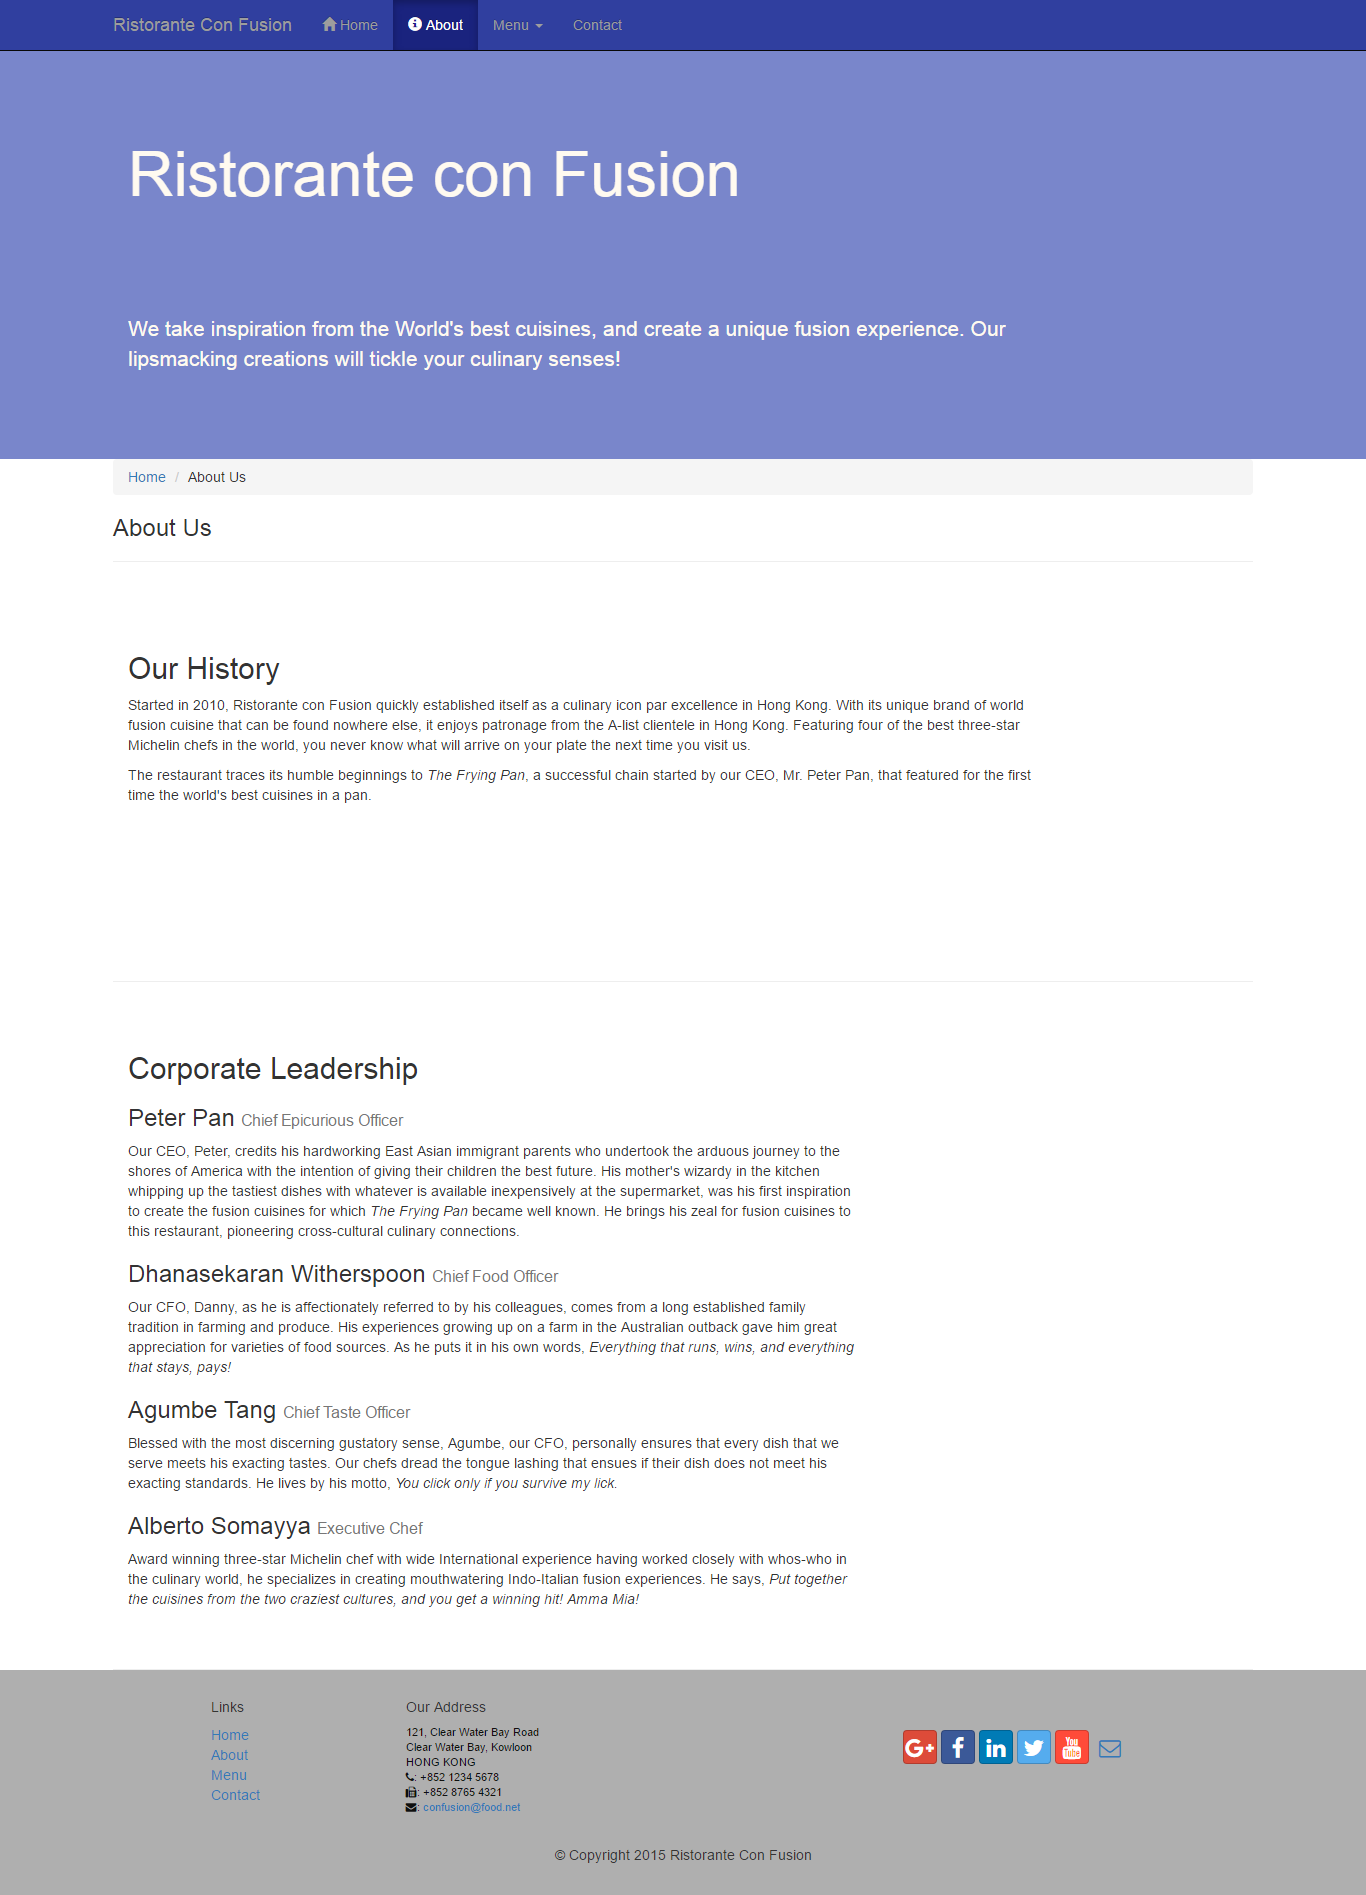 Ristorante Con Fusion Home About Menu Contact
Ristorante con Fusion
We take inspiration from the World's best cuisines, and create a unique fusion experience. Our
lipsmacking creations will tickle your culinary senses!
Home / About Us
About Us
Our History
Started in 2010, Ristorante con Fusion quickly established itself as a culinary icon par excellence in Hong Kong. With its unique brand of world
fusion cuisine that can be found nowhere else, it enjoys patronage from the A-list clientele in Hong Kong. Featuring four of the best three-star
Michelin chefs in the world, you never know what will arrive on your plate the next time you visit us.
The restaurant traces its humble beginnings to The Frying Pan, a successful chain started by our CEO, Mr. Peter Pan, that featured for the first
time the world's best cuisines in a pan.
Corporate Leadership
Peter Pan Chief Epicurious Officer
Our CEO, Peter, credits his hardworking East Asian immigrant parents who undertook the arduous journey to the
shores of America with the intention of giving their children the best future. His mother's wizardy in the kitchen
whipping up the tastiest dishes with whatever is available inexpensively at the supermarket, was his first inspiration
to create the fusion cuisines for which The Frying Pan became well known. He brings his zeal for fusion cuisines to
this restaurant, pioneering cross-cultural culinary connections.
Dhanasekaran Witherspoon Chief Food Officer
Our CFO, Danny, as he is affectionately referred to by his colleagues, comes from a long established family
tradition in farming and produce. His experiences growing up on a farm in the Australian outback gave him great
appreciation for varieties of food sources. As he puts it in his own words, Everything that runs, wins, and everything
that stays, pays!
Agumbe Tang Chief Taste Officer
Blessed with the most discerning gustatory sense, Agumbe, our CFO, personally ensures that every dish that we
serve meets his exacting tastes. Our chefs dread the tongue lashing that ensues if their dish does not meet his
exacting standards. He lives by his motto, You click only if you survive my lick.
Alberto Somayya Executive Chef
Award winning three-star Michelin chef with wide International experience having worked closely with whos-who in
the culinary world, he specializes in creating mouthwatering Indo-Italian fusion experiences. He says, Put together
the cuisines from the two craziest cultures, and you get a winning hit! Amma Mia!
Links
Home
About
Menu
Contact
Our Address
121, Clear Water Bay Road
Clear Water Bay, Kowloon
HONG KONG
: +852 1234 5678
: +852 8765 4321
: confusion@food.net
G+ f in You Tube
© Copyright 2015 Ristorante Con Fusion